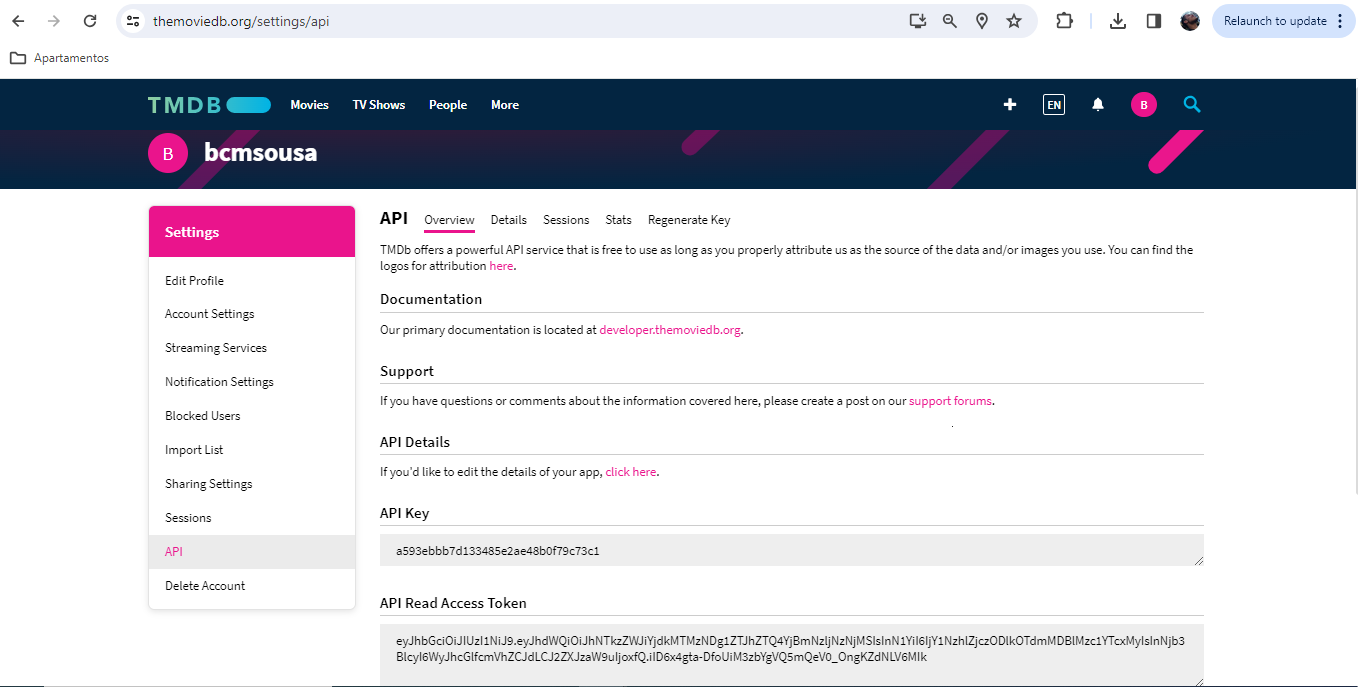 themoviedb.org/settings/api
Relaunch to update
Apartamentos
TMDB Movies TV Shows People More EN B
B bcmsousa
Settings
Edit Profile
Account Settings
Streaming Services
Notification Settings
Blocked Users
Import List
Sharing Settings
Sessions
API
Delete Account
API Overview Details Sessions Stats Regenerate Key
TMDb offers a powerful API service that is free to use as long as you properly attribute us as the source of the data and/or images you use. You can find the
logos for attribution here.
Documentation
Our primary documentation is located at developer.themoviedb.org.
Support
If you have questions or comments about the information covered here, please create a post on our support forums.
API Details
If you'd like to edit the details of your app, click here.
API Key
a593ebbb7d133485e2ae48b0f79c73c1
API Read Access Token